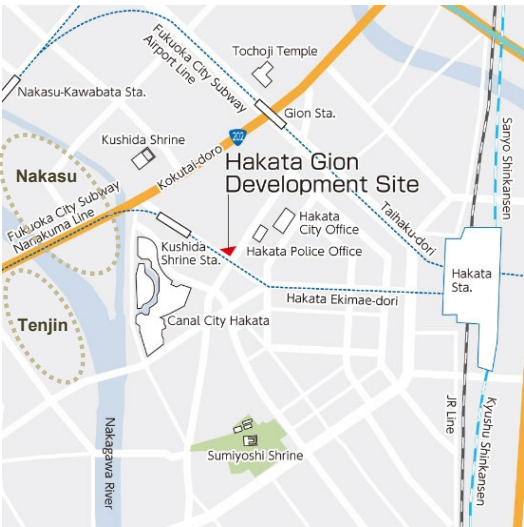 Fukuoka City Subway
Airport Line
Tochoji Temple
Nakasu-Kawabata Sta.
Gion Sta.
202
Kushida Shrine
Kokutai-doro
Nakasu
Hakata Gion
Development Site
Sanyo Shinkansen
Fukuoka City Subway
Nanakuma Line
Taihaku-dori
Hakata
City Office
Kushida
Shrine Sta.
Hakata Police Office
Hakata
Sta.
Hakata Ekimae-dori
Tenjin
Canal City Hakata
Nakagawa River
JR Line
Kyushu Shinkansen
Sumiyoshi Shrine